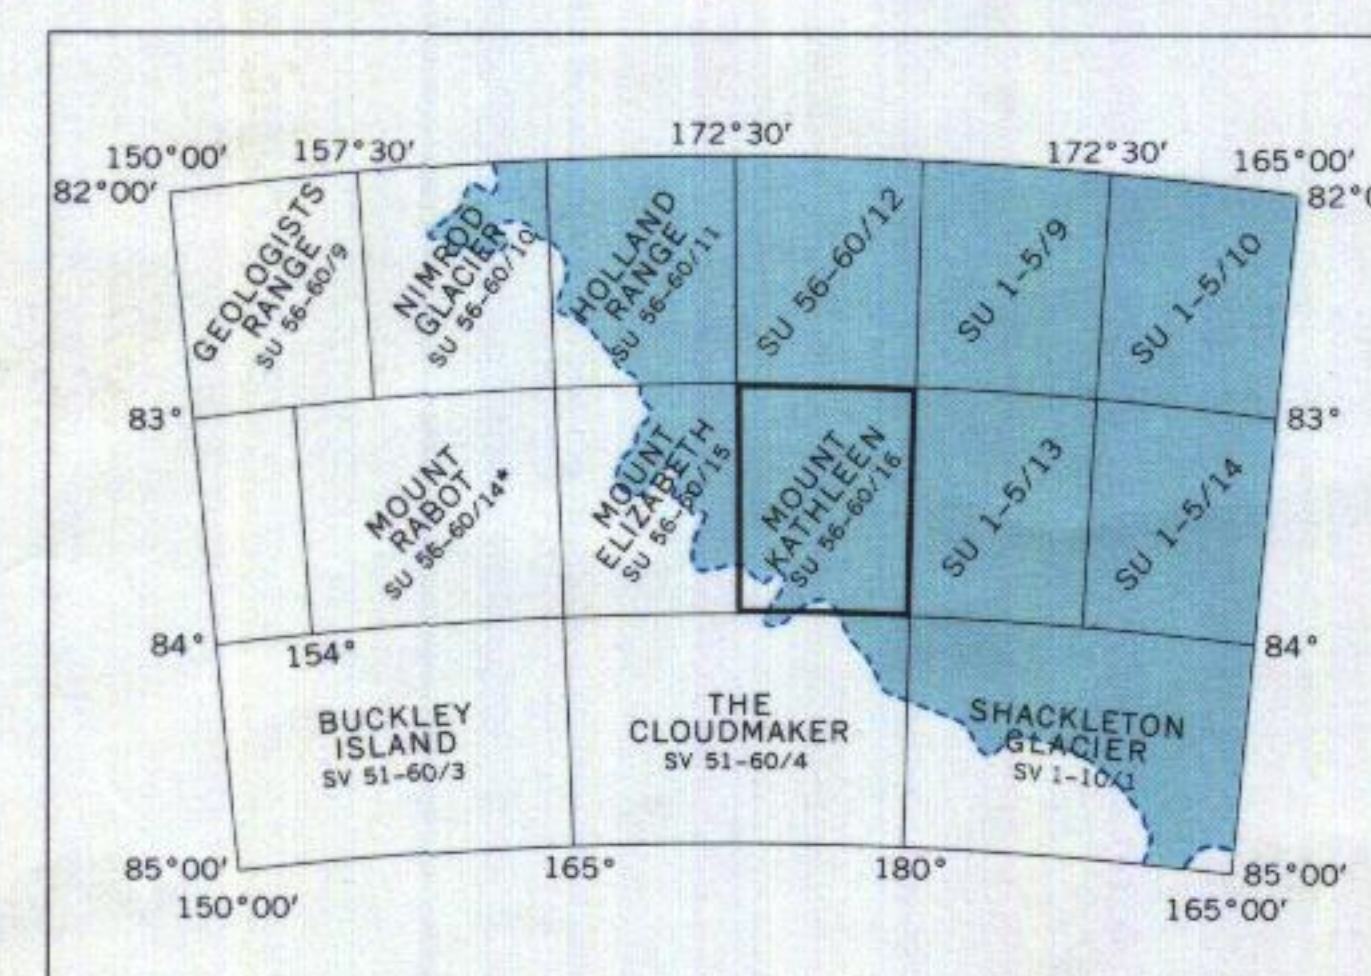 172°30′
150°00′ 157°30′ 172°30′ 165°00′
82°00′ 82°
GEOLOGISTS
RANGE
SU 56-60/9
NIMROD
GLACIER
SU 56-60/10
HOLLAND
RANGE
SU 56-60/11
SU 56-60/12
SU 1-5/9
SU 1-5/10
83° 83°
MOUNT
RABOT
SU 56-60/14*
MOUNT
ELIZABETH
SU 56-60/15
MOUNT
KATHLEEN
SU 56-60/16
SU 1-5/13
SU 1-5/14
84° 84°
154°
BUCKLEY
ISLAND
SV 51-60/3
THE
CLOUDMAKER
SV 51-60/4
SHACKLETON
GLACIER
SV 1-10/1
85°00′ 165° 180° 85°00′
150°00′ 165°00′